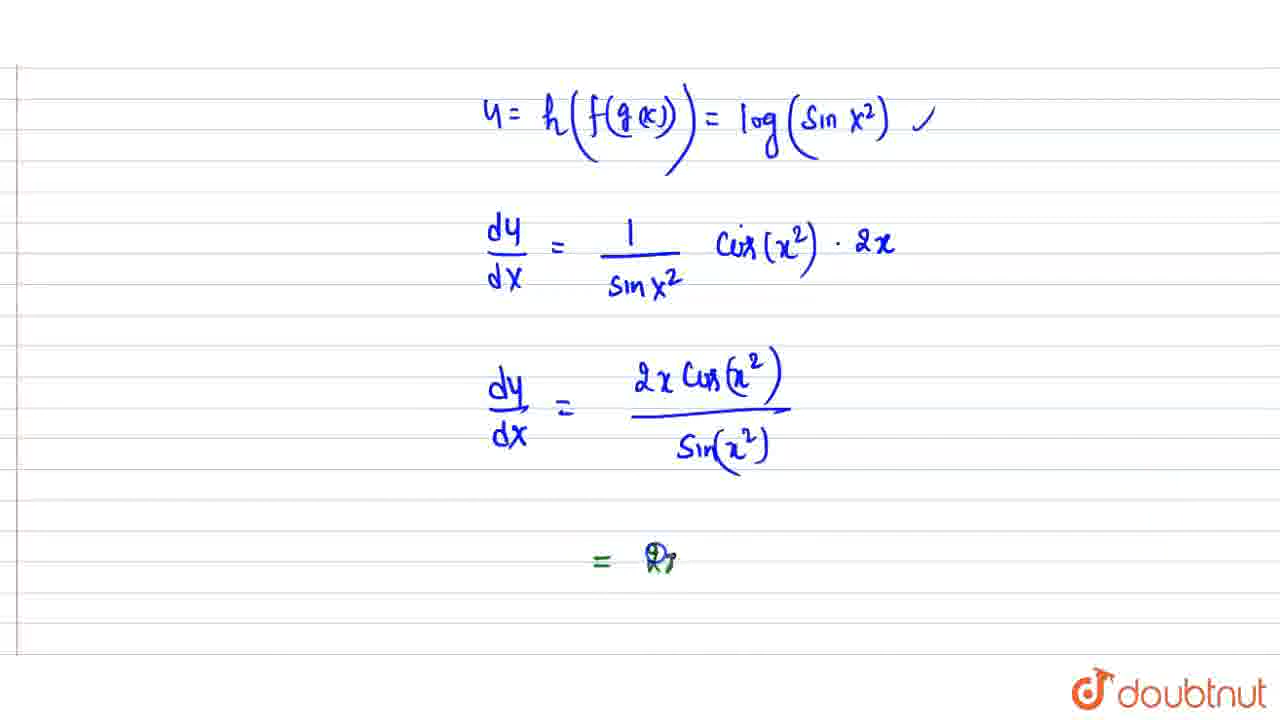 y = h(f(g(x))) = log(sin x²) ✓
dy/dx = 1/sin x² cos(x²) · 2x
dy/dx = 2x cos(x²)/sin(x²)
= 2
doubtnut